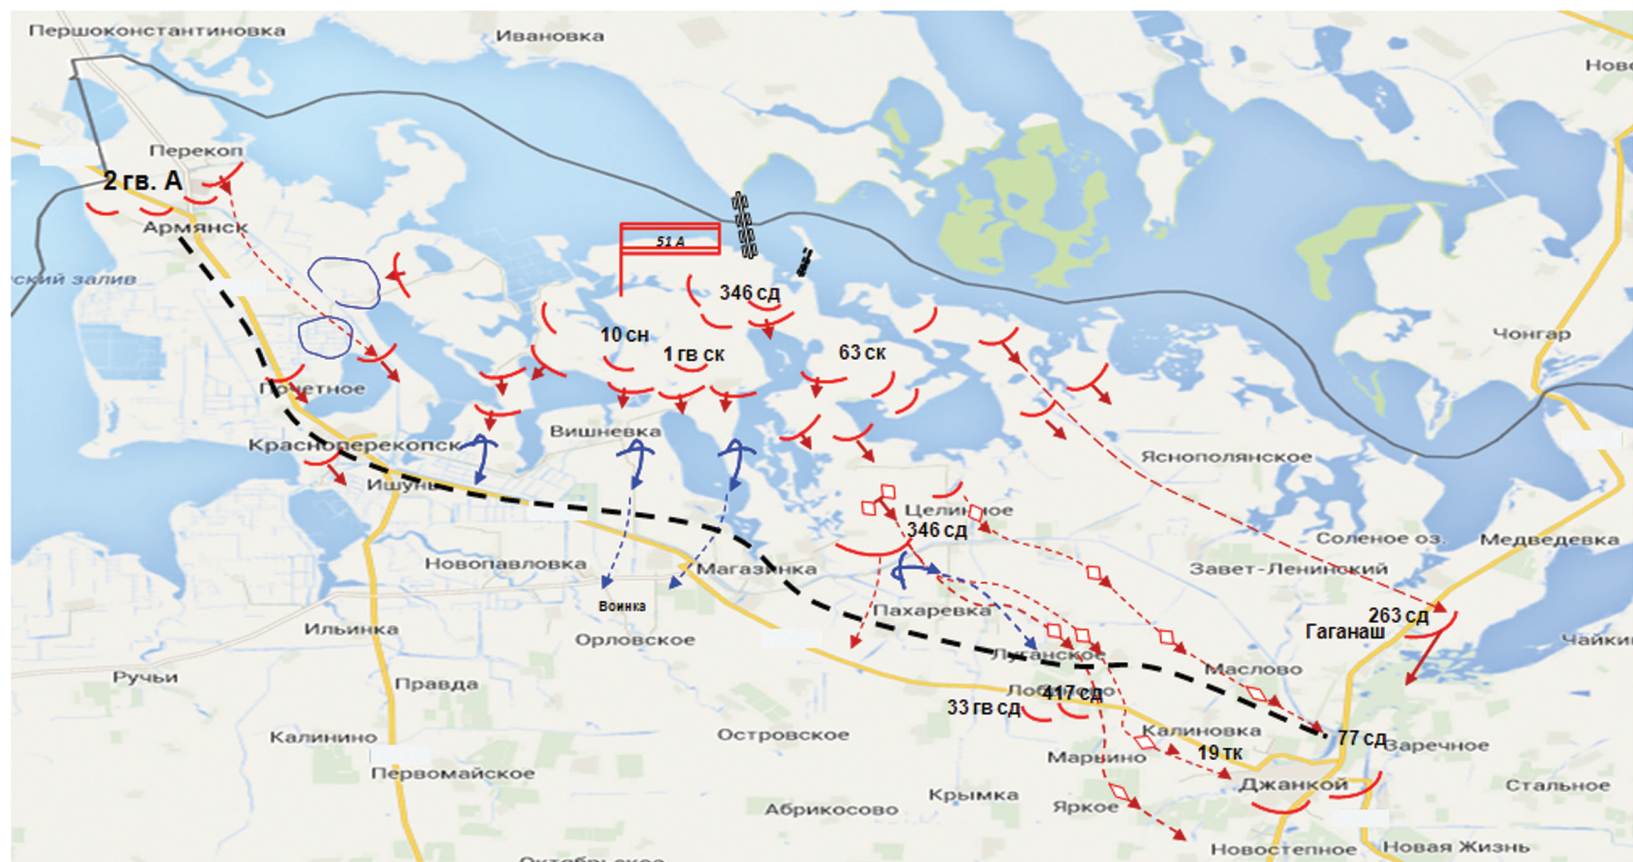 Першоконстантиновка
Ивановка
Ново
Перекоп
2 гв. А
Армянск
51 А
ский залив
346 сд
Чонгар
10 сн
1 гв ск
63 ск
Почетное
Вишневка
Красноперекопск
Яснополянское
Ишунь
Целинное
346 сд
Соленое оз.
Медведевка
Новопавловка
Магазинка
Завет-Ленинский
Воинка
Пахаревка
263 сд
Гаганаш
Ильинка
Орловское
Чайки
Луганское
Маслово
Ручьи
Правда
417 сд
33 гв сд
Калинино
Островское
Калиновка
77 сд
Заречное
19 тк
Марьино
Первомайское
Джанкой
Стальное
Крымка
Абрикосово
Яркое
Новостепное
Новая Жизнь
Октябрьское